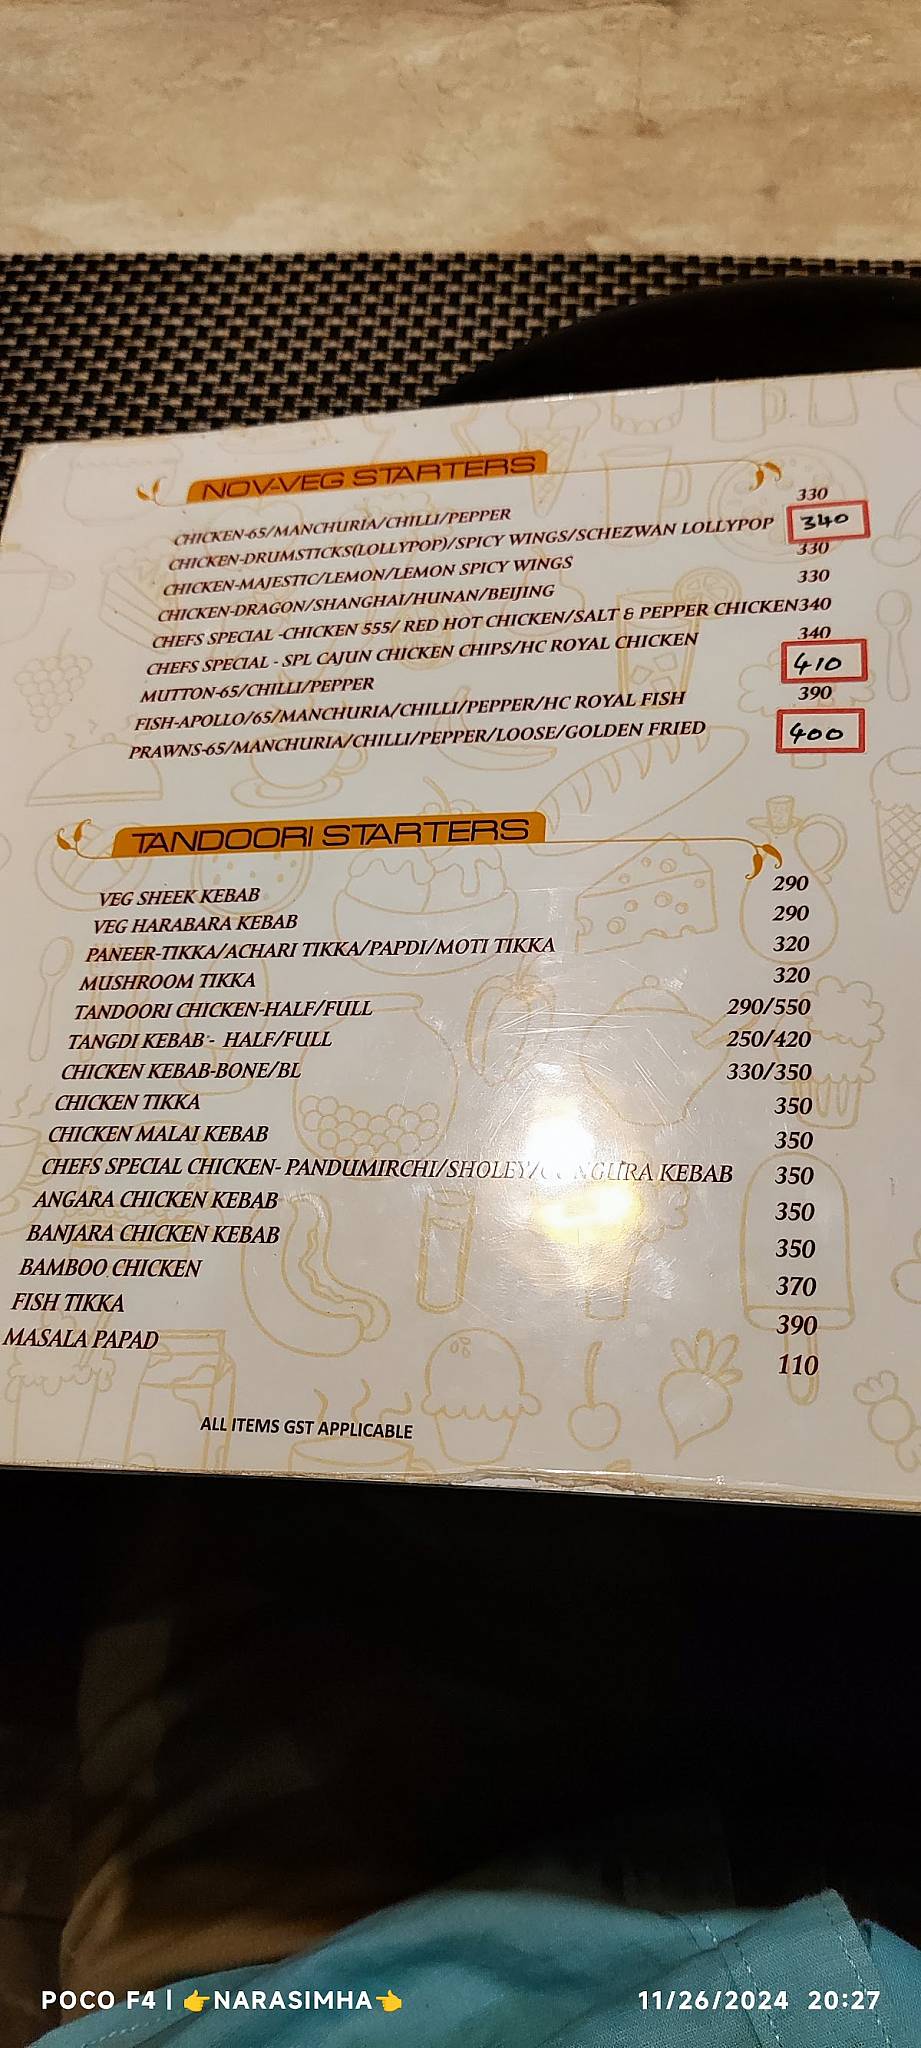 NOV-VEG STARTERS
CHICKEN-65/MANCHURIA/CHILLI/PEPPER 330
CHICKEN-DRUMSTICKS(LOLLYPOP)/SPICY WINGS/SCHEZWAN LOLLYPOP 340
CHICKEN-MAJESTIC/LEMON/LEMON SPICY WINGS 330
CHICKEN-DRAGON/SHANGHAI/HUNAN/BEIJING 330
CHEFS SPECIAL -CHICKEN 555/ RED HOT CHICKEN/SALT & PEPPER CHICKEN340
CHEFS SPECIAL - SPL CAJUN CHICKEN CHIPS/HC ROYAL CHICKEN 340
MUTTON-65/CHILLI/PEPPER 410
FISH-APOLLO/65/MANCHURIA/CHILLI/PEPPER/HC ROYAL FISH 390
PRAWNS-65/MANCHURIA/CHILLI/PEPPER/LOOSE/GOLDEN FRIED 400
TANDOORI STARTERS
VEG SHEEK KEBAB 290
VEG HARABARA KEBAB 290
PANEER-TIKKA/ACHARI TIKKA/PAPDI/MOTI TIKKA 320
MUSHROOM TIKKA 320
TANDOORI CHICKEN-HALF/FULL 290/550
TANGDI KEBAB - HALF/FULL 250/420
CHICKEN KEBAB-BONE/BL 330/350
CHICKEN TIKKA 350
CHICKEN MALAI KEBAB 350
CHEFS SPECIAL CHICKEN- PANDUMIRCHI/SHOLEY/ KEBAB 350
ANGARA CHICKEN KEBAB 350
BANJARA CHICKEN KEBAB 350
BAMBOO CHICKEN 370
FISH TIKKA 390
MASALA PAPAD 110
ALL ITEMS GST APPLICABLE
POCO F4 | 👉NARASIMHA👈 11/26/2024 20:27